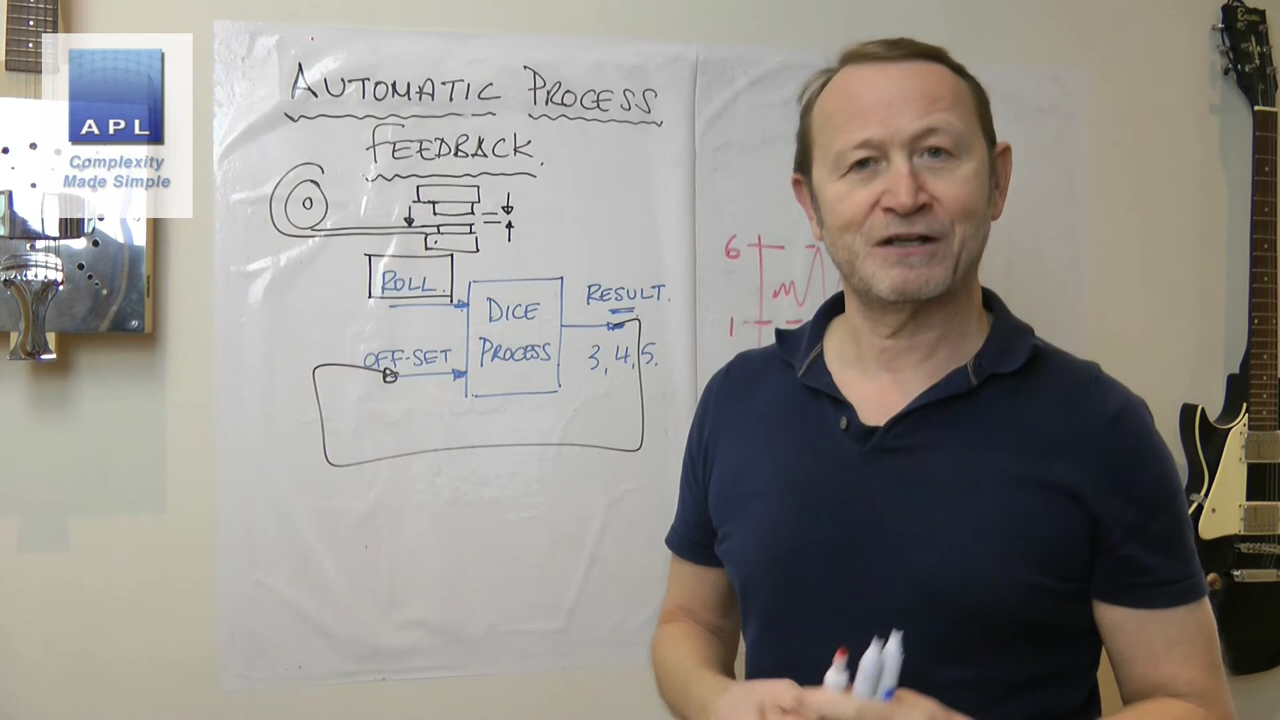 APL
Complexity
Made Simple
AUTOMATIC PROCESS
FEEDBACK.
ROLL.
OFF-SET
DICE
PROCESS
RESULT.
3, 4, 5.
6
1